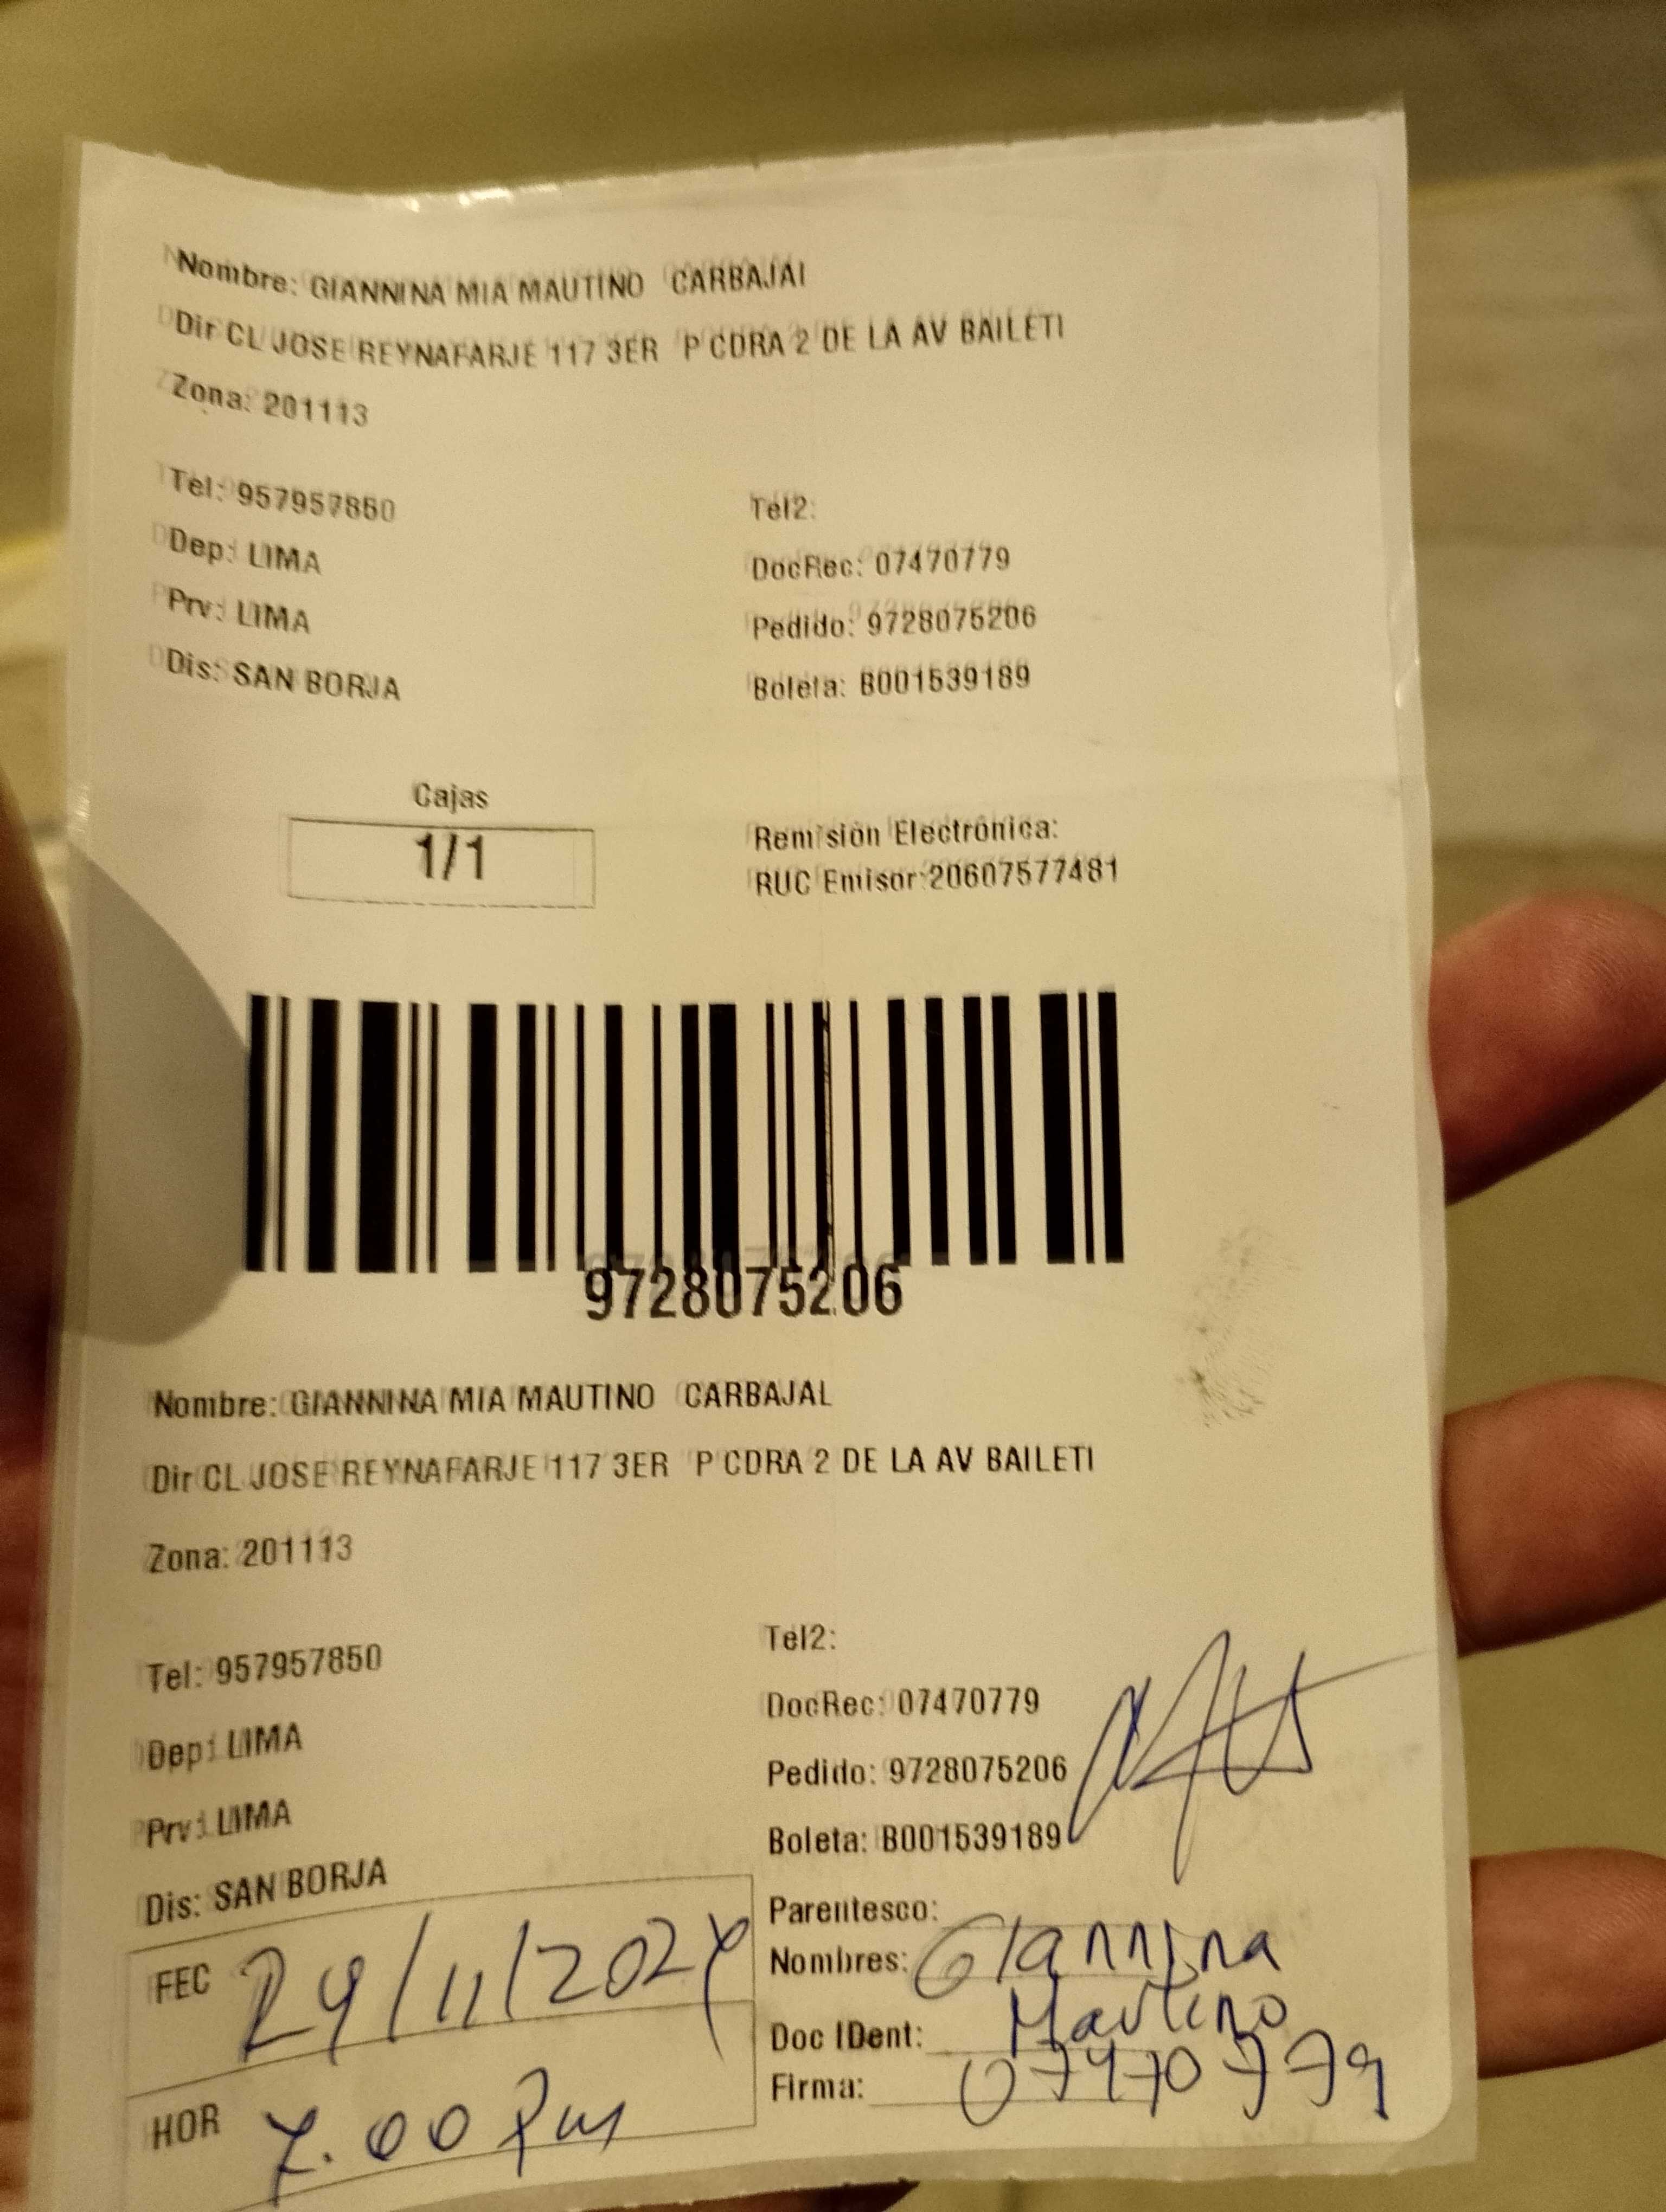 Nombre: GIANNINA MIA MAUTINO CARBAJAL
Dir CL JOSE REYNAFARJE 117 3ER P CDRA 2 DE LA AV BAILETI
Zona: 201113
Tel: 957957850
Tel2:
Dep: LIMA
DocRec: 07470779
Prv: LIMA
Pedido: 9728075206
Dis: SAN BORJA
Boleta: B001539189
Cajas
1/1
Remisión Electrónica:
RUC Emisor:20607577481
9728075206
Nombre: GIANNINA MIA MAUTINO CARBAJAL
Dir CL JOSE REYNAFARJE 117 3ER P CDRA 2 DE LA AV BAILETI
Zona: 201113
Tel: 957957850
Tel2:
Dep: LIMA
DocRec: 07470779
Prv: LIMA
Pedido: 9728075206
Dis: SAN BORJA
Boleta: B001539189
FEC 29/11/2024
HOR 7.00 Pm
Parentesco:
Nombres: Giannina
Mautino
Doc IDent:
07470779
Firma: